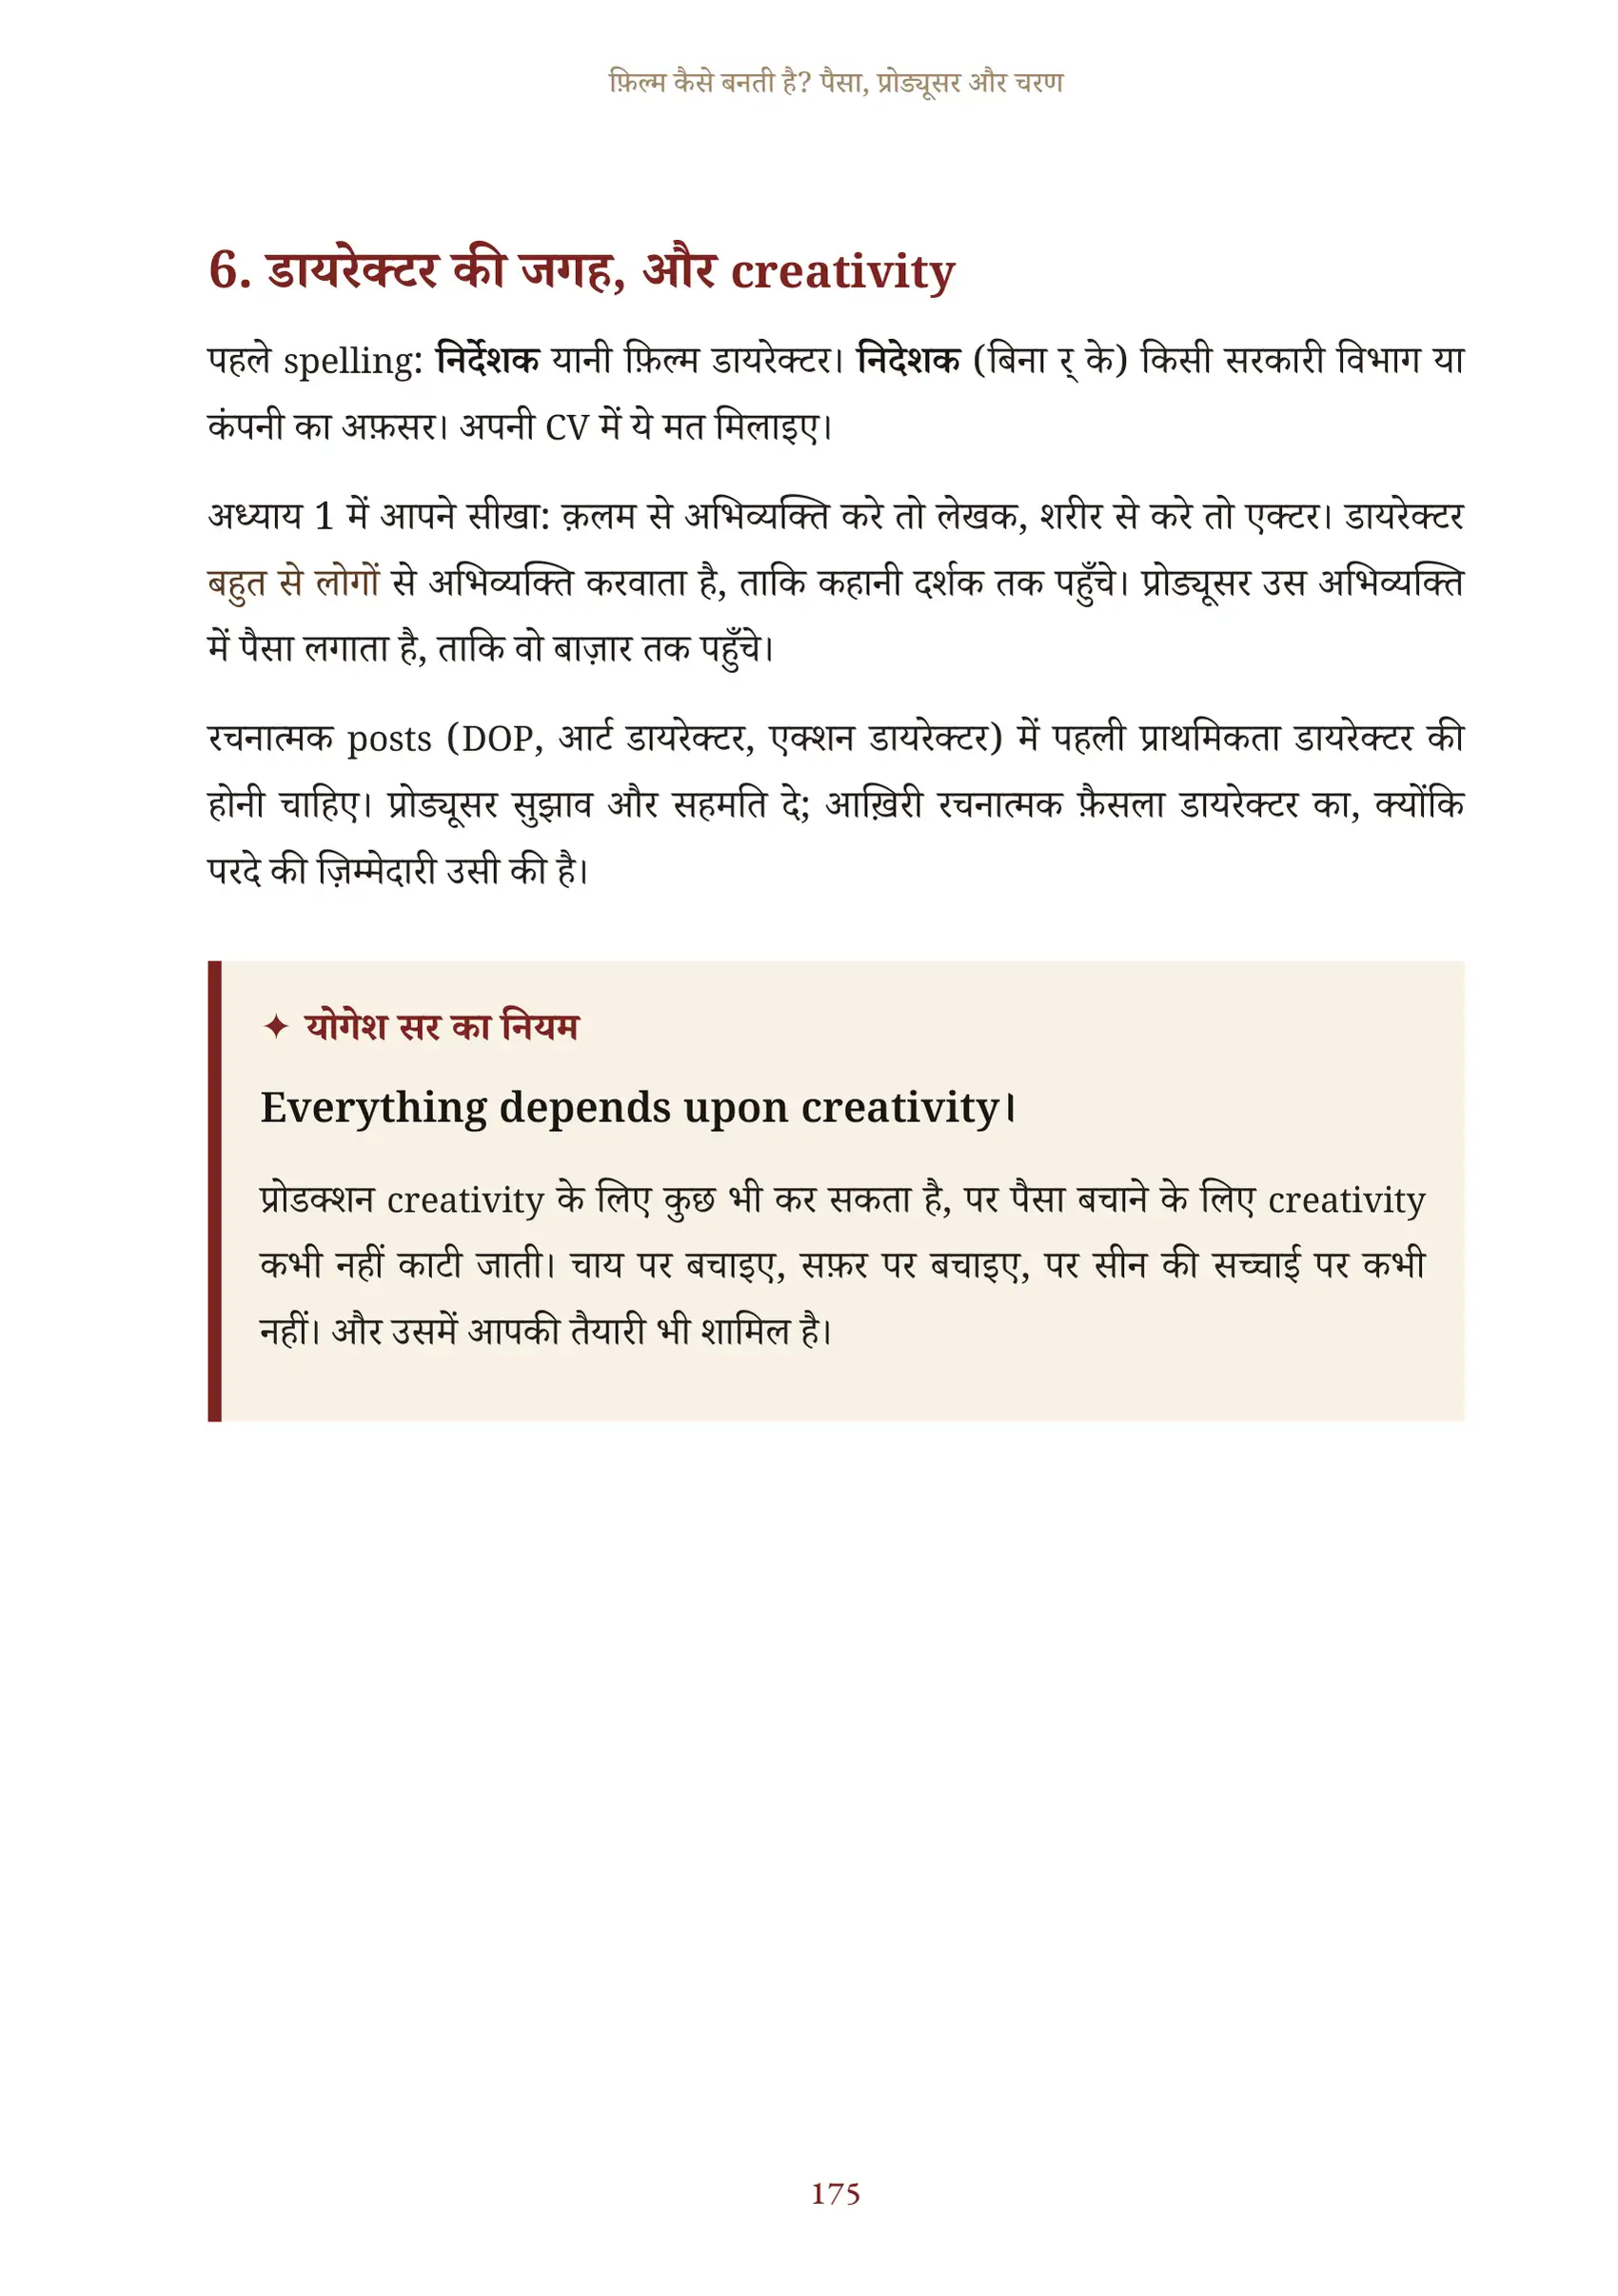 फ़िल्म कैसे बनती है? पैसा, प्रोड्यूसर और चरण
6. डायरेक्टर की जगह, और creativity
पहले spelling: निर्देशक यानी फ़िल्म डायरेक्टर। निदेशक (बिना र् के) किसी सरकारी विभाग या
कंपनी का अफ़सर। अपनी CV में ये मत मिलाइए।
अध्याय 1 में आपने सीखा: क़लम से अभिव्यक्ति करे तो लेखक, शरीर से करे तो एक्टर। डायरेक्टर
बहुत से लोगों से अभिव्यक्ति करवाता है, ताकि कहानी दर्शक तक पहुँचे। प्रोड्यूसर उस अभिव्यक्ति
में पैसा लगाता है, ताकि वो बाज़ार तक पहुँचे।
रचनात्मक posts (DOP, आर्ट डायरेक्टर, एक्शन डायरेक्टर) में पहली प्राथमिकता डायरेक्टर की
होनी चाहिए। प्रोड्यूसर सुझाव और सहमति दे; आख़िरी रचनात्मक फ़ैसला डायरेक्टर का, क्योंकि
परदे की ज़िम्मेदारी उसी की है।
✦ योगेश सर का नियम
Everything depends upon creativity।
प्रोडक्शन creativity के लिए कुछ भी कर सकता है, पर पैसा बचाने के लिए creativity
कभी नहीं काटी जाती। चाय पर बचाइए, सफ़र पर बचाइए, पर सीन की सच्चाई पर कभी
नहीं। और उसमें आपकी तैयारी भी शामिल है।
175